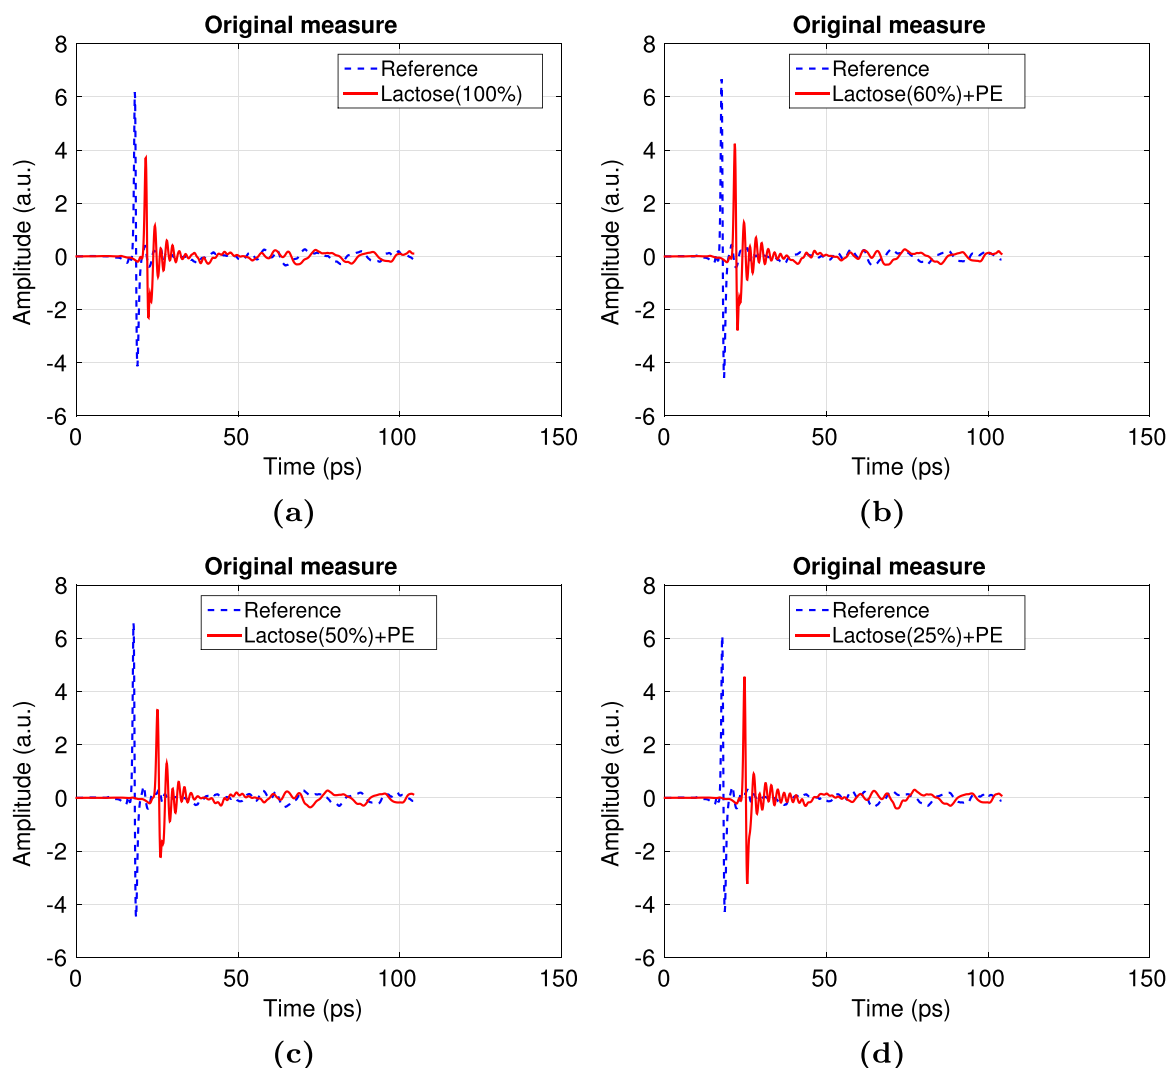 Original measure
Reference
Lactose(100%)
Amplitude (a.u.)
8
6
4
2
0
-2
-4
-6
0 50 100 150
Time (ps)
(a)
Original measure
Reference
Lactose(60%)+PE
Amplitude (a.u.)
8
6
4
2
0
-2
-4
-6
0 50 100 150
Time (ps)
(b)
Original measure
Reference
Lactose(50%)+PE
Amplitude (a.u.)
8
6
4
2
0
-2
-4
-6
0 50 100 150
Time (ps)
(c)
Original measure
Reference
Lactose(25%)+PE
Amplitude (a.u.)
8
6
4
2
0
-2
-4
-6
0 50 100 150
Time (ps)
(d)